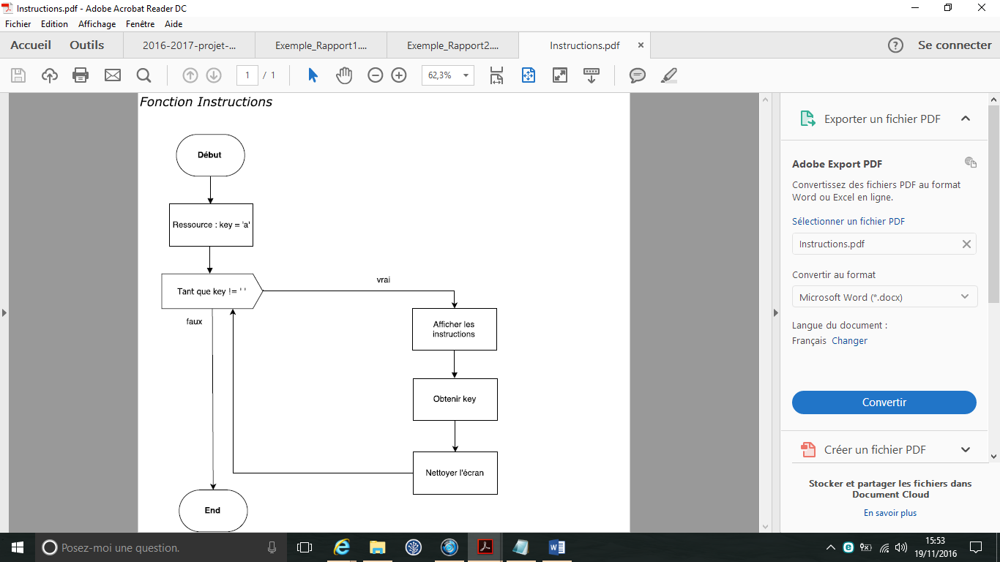 Instructions.pdf - Adobe Acrobat Reader DC
Fichier Edition Affichage Fenêtre Aide
Accueil Outils 2016-2017-projet-... Exemple_Rapport1.... Exemple_Rapport2.... Instructions.pdf × ? Se connecter
1 / 1 62,3%
Fonction Instructions
Début
Ressource : key = 'a'
Tant que key != ' '
vrai
faux
Afficher les
instructions
Obtenir key
Nettoyer l'écran
End
Exporter un fichier PDF
Adobe Export PDF
Convertissez des fichiers PDF au format
Word ou Excel en ligne.
Sélectionner un fichier PDF
Instructions.pdf
Convertir au format
Microsoft Word (*.docx)
Langue du document :
Français Changer
Convertir
Créer un fichier PDF
Stocker et partager les fichiers dans
Document Cloud
En savoir plus
Posez-moi une question.
15:53
19/11/2016